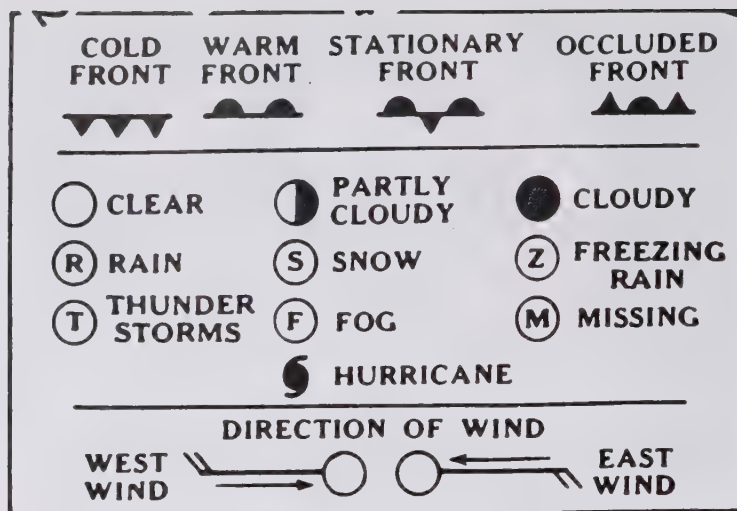 COLD FRONT
WARM FRONT
STATIONARY FRONT
OCCLUDED FRONT
CLEAR
PARTLY CLOUDY
CLOUDY
R RAIN
S SNOW
Z FREEZING RAIN
T THUNDER STORMS
F FOG
M MISSING
HURRICANE
DIRECTION OF WIND
WEST WIND
EAST WIND